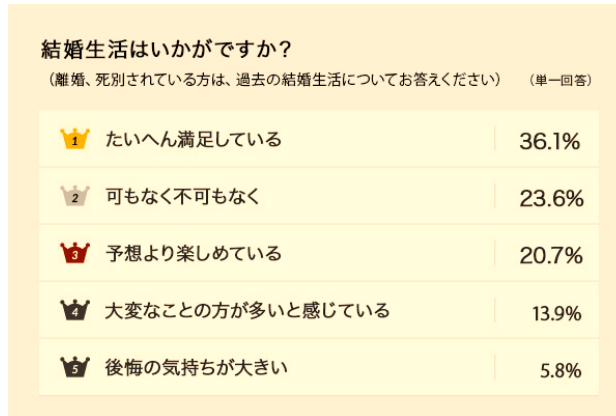 結婚生活はいかがですか？
（離婚、死別されている方は、過去の結婚生活についてお答えください）　（単一回答）
1 たいへん満足している 36.1%
2 可もなく不可もなく 23.6%
3 予想より楽しめている 20.7%
4 大変なことの方が多いと感じている 13.9%
5 後悔の気持ちが大きい 5.8%